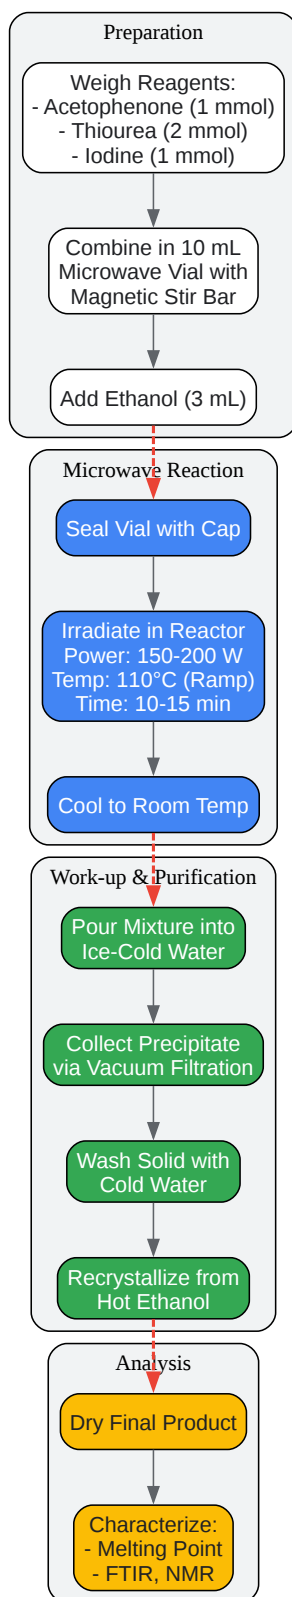 Preparation
Weigh Reagents:
- Acetophenone (1 mmol)
- Thiourea (2 mmol)
- Iodine (1 mmol)
Combine in 10 mL
Microwave Vial with
Magnetic Stir Bar
Add Ethanol (3 mL)
Microwave Reaction
Seal Vial with Cap
Irradiate in Reactor
Power: 150-200 W
Temp: 110°C (Ramp)
Time: 10-15 min
Cool to Room Temp
Work-up & Purification
Pour Mixture into
Ice-Cold Water
Collect Precipitate
via Vacuum Filtration
Wash Solid with
Cold Water
Recrystallize from
Hot Ethanol
Analysis
Dry Final Product
Characterize:
- Melting Point
- FTIR, NMR